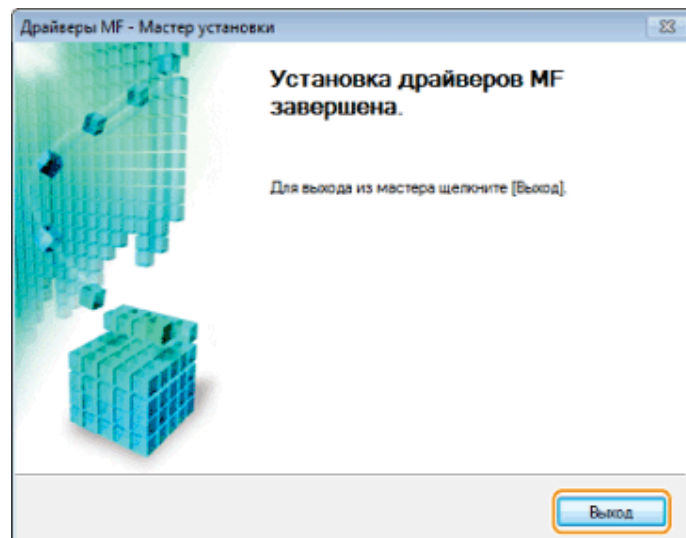 Драйверы MF - Мастер установки
Установка драйверов MF
завершена.
Для выхода из мастера щелкните [Выход].
Выход